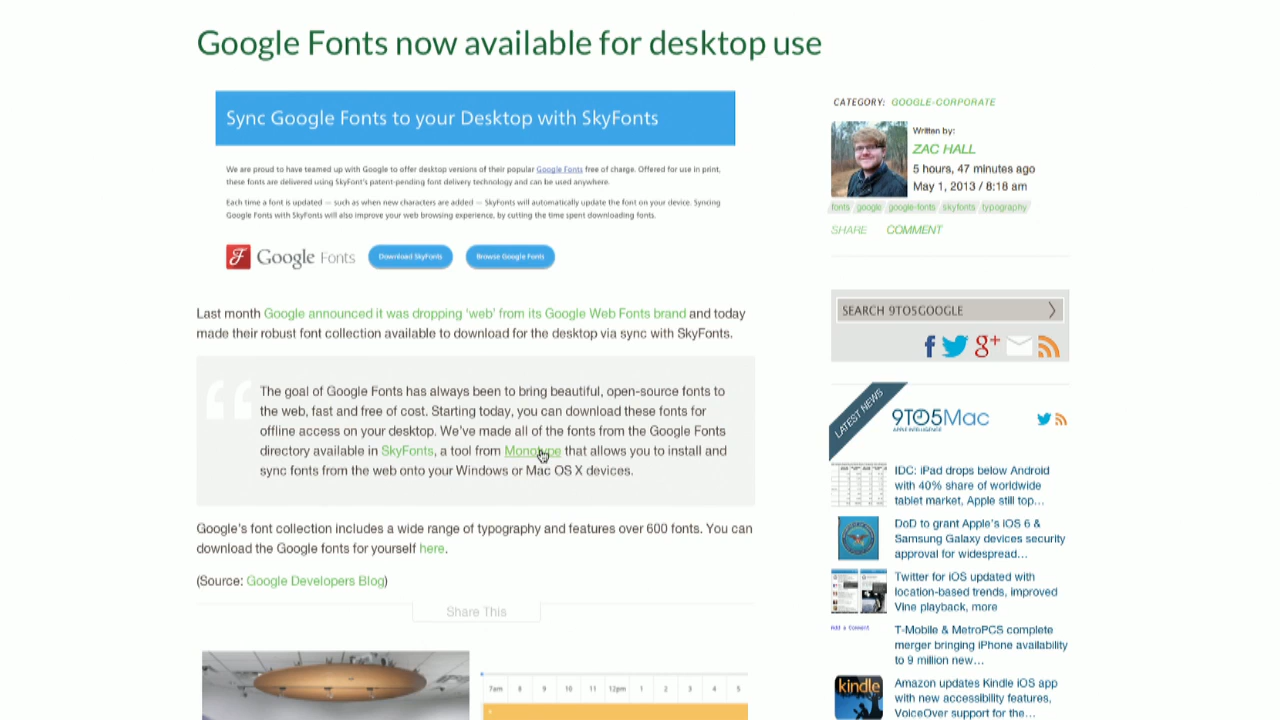 Google Fonts now available for desktop use
Sync Google Fonts to your Desktop with SkyFonts
We are proud to have teamed up with Google to offer desktop versions of their popular Google Fonts free of charge. Offered for use in print,
these fonts are delivered using SkyFont's patent-pending font delivery technology and can be used anywhere.
Each time a font is updated — such as when new characters are added — SkyFonts will automatically update the font on your device. Syncing
Google Fonts with SkyFonts will also improve your web browsing experience, by cutting the time spent downloading fonts.
Google Fonts
Download SkyFonts
Browse Google Fonts
Last month Google announced it was dropping 'web' from its Google Web Fonts brand and today
made their robust font collection available to download for the desktop via sync with SkyFonts.
The goal of Google Fonts has always been to bring beautiful, open-source fonts to
the web, fast and free of cost. Starting today, you can download these fonts for
offline access on your desktop. We've made all of the fonts from the Google Fonts
directory available in SkyFonts, a tool from Monotype that allows you to install and
sync fonts from the web onto your Windows or Mac OS X devices.
Google's font collection includes a wide range of typography and features over 600 fonts. You can
download the Google fonts for yourself here.
(Source: Google Developers Blog)
Share This
7am 8 9 10 11 12pm 1 2 3 4 5
CATEGORY: GOOGLE-CORPORATE
Written by:
ZAC HALL
5 hours, 47 minutes ago
May 1, 2013 / 8:18 am
fonts google google-fonts skyfonts typography
SHARE COMMENT
SEARCH 9TO5GOOGLE
LATEST NEWS
9TO5Mac
APPLE INTELLIGENCE
IDC: iPad drops below Android
with 40% share of worldwide
tablet market, Apple still top...
DoD to grant Apple's iOS 6 &
Samsung Galaxy devices security
approval for widespread...
Twitter for iOS updated with
location-based trends, improved
Vine playback, more
Add a Comment
T-Mobile & MetroPCS complete
merger bringing iPhone availability
to 9 million new...
kindle
Amazon updates Kindle iOS app
with new accessibility features,
VoiceOver support for the...